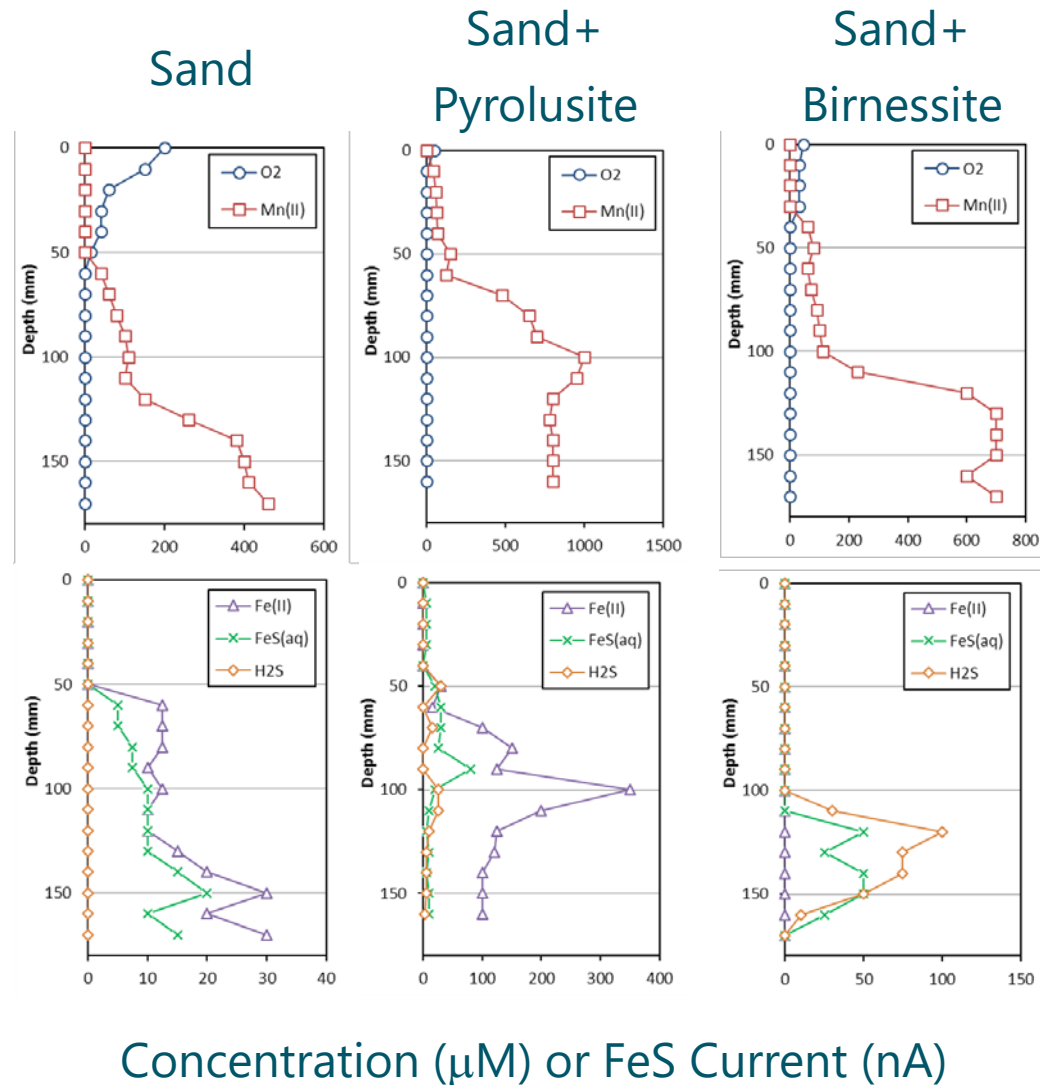 Sand
Sand+
Pyrolusite
Sand+
Birnessite
0
50
100
150
Depth (mm)
O2
Mn(II)
0 200 400 600
0
50
100
150
Depth (mm)
O2
Mn(II)
0 500 1000 1500
0
50
100
150
Depth (mm)
O2
Mn(II)
0 200 400 600 800
0
50
100
150
Depth (mm)
Fe(II)
FeS(aq)
H2S
0 10 20 30 40
0
50
100
150
Depth (mm)
Fe(II)
FeS(aq)
H2S
0 100 200 300 400
0
50
100
150
Depth (mm)
Fe(II)
FeS(aq)
H2S
0 50 100 150
Concentration (μM) or FeS Current (nA)